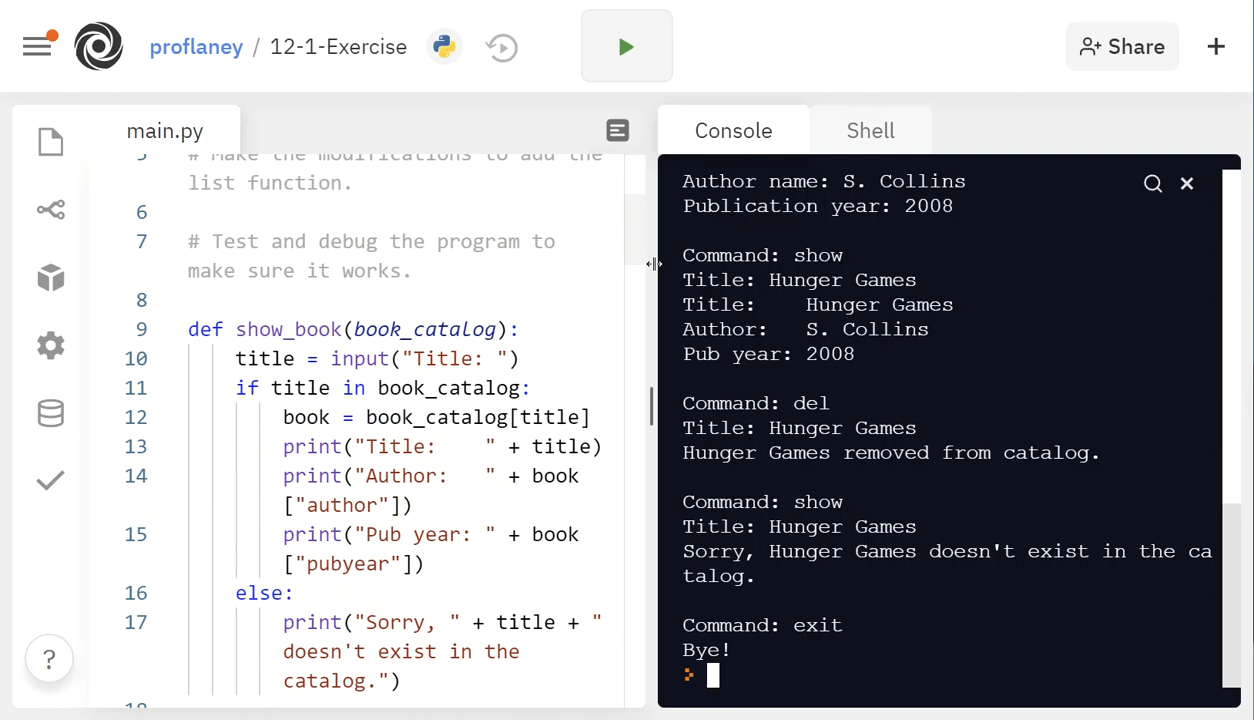 proflaney / 12-1-Exercise
Share
main.py
5 # Make the modifications to add the
list function.
6
7 # Test and debug the program to
make sure it works.
8
9 def show_book(book_catalog):
10 title = input("Title: ")
11 if title in book_catalog:
12 book = book_catalog[title]
13 print("Title:    " + title)
14 print("Author:   " + book
["author"])
15 print("Pub year: " + book
["pubyear"])
16 else:
17 print("Sorry, " + title + "
doesn't exist in the
catalog.")
18
?
Console
Shell
Author name: S. Collins
Publication year: 2008
Command: show
Title: Hunger Games
Title:    Hunger Games
Author:   S. Collins
Pub year: 2008
Command: del
Title: Hunger Games
Hunger Games removed from catalog.
Command: show
Title: Hunger Games
Sorry, Hunger Games doesn't exist in the ca
talog.
Command: exit
Bye!